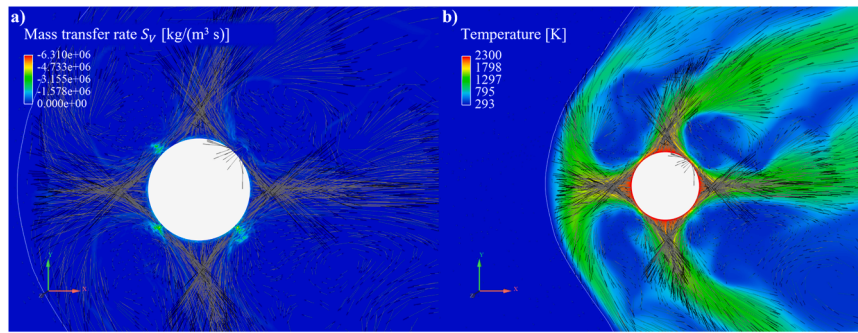 a)
Mass transfer rate S_V [kg/(m³ s)]
-6.310e+06
-4.733e+06
-3.155e+06
-1.578e+06
0.000e+00
Y
Z
X
b)
Temperature [K]
2300
1798
1297
795
293
Y
Z
X